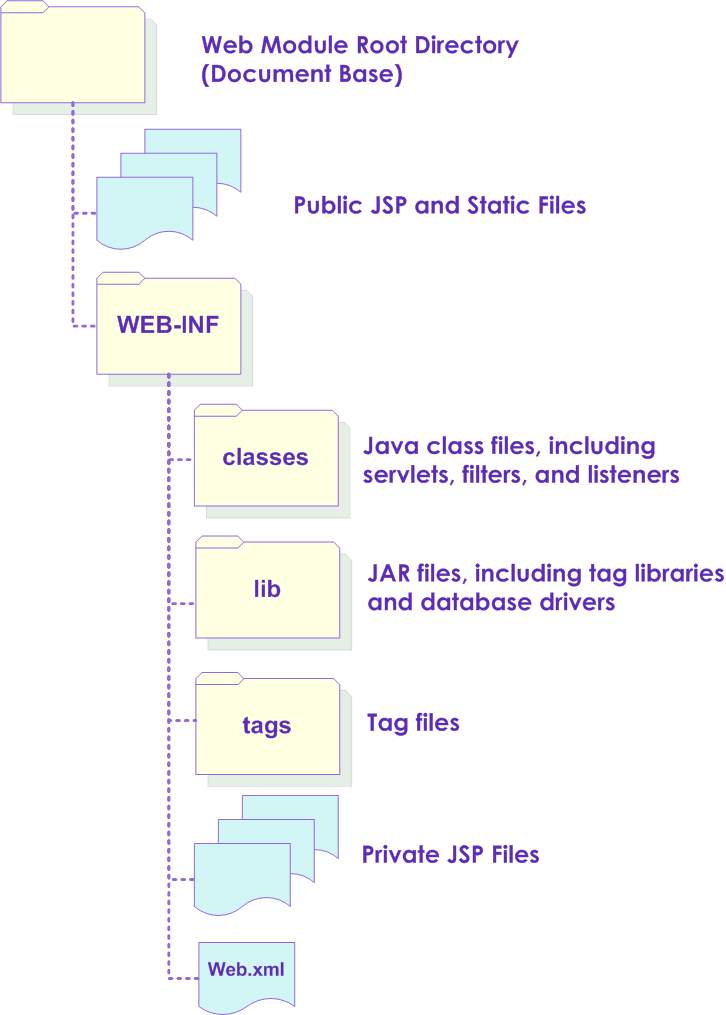 Web Module Root Directory
(Document Base)
Public JSP and Static Files
WEB-INF
classes
Java class files, including
servlets, filters, and listeners
lib
JAR files, including tag libraries
and database drivers
tags
Tag files
Private JSP Files
Web.xml